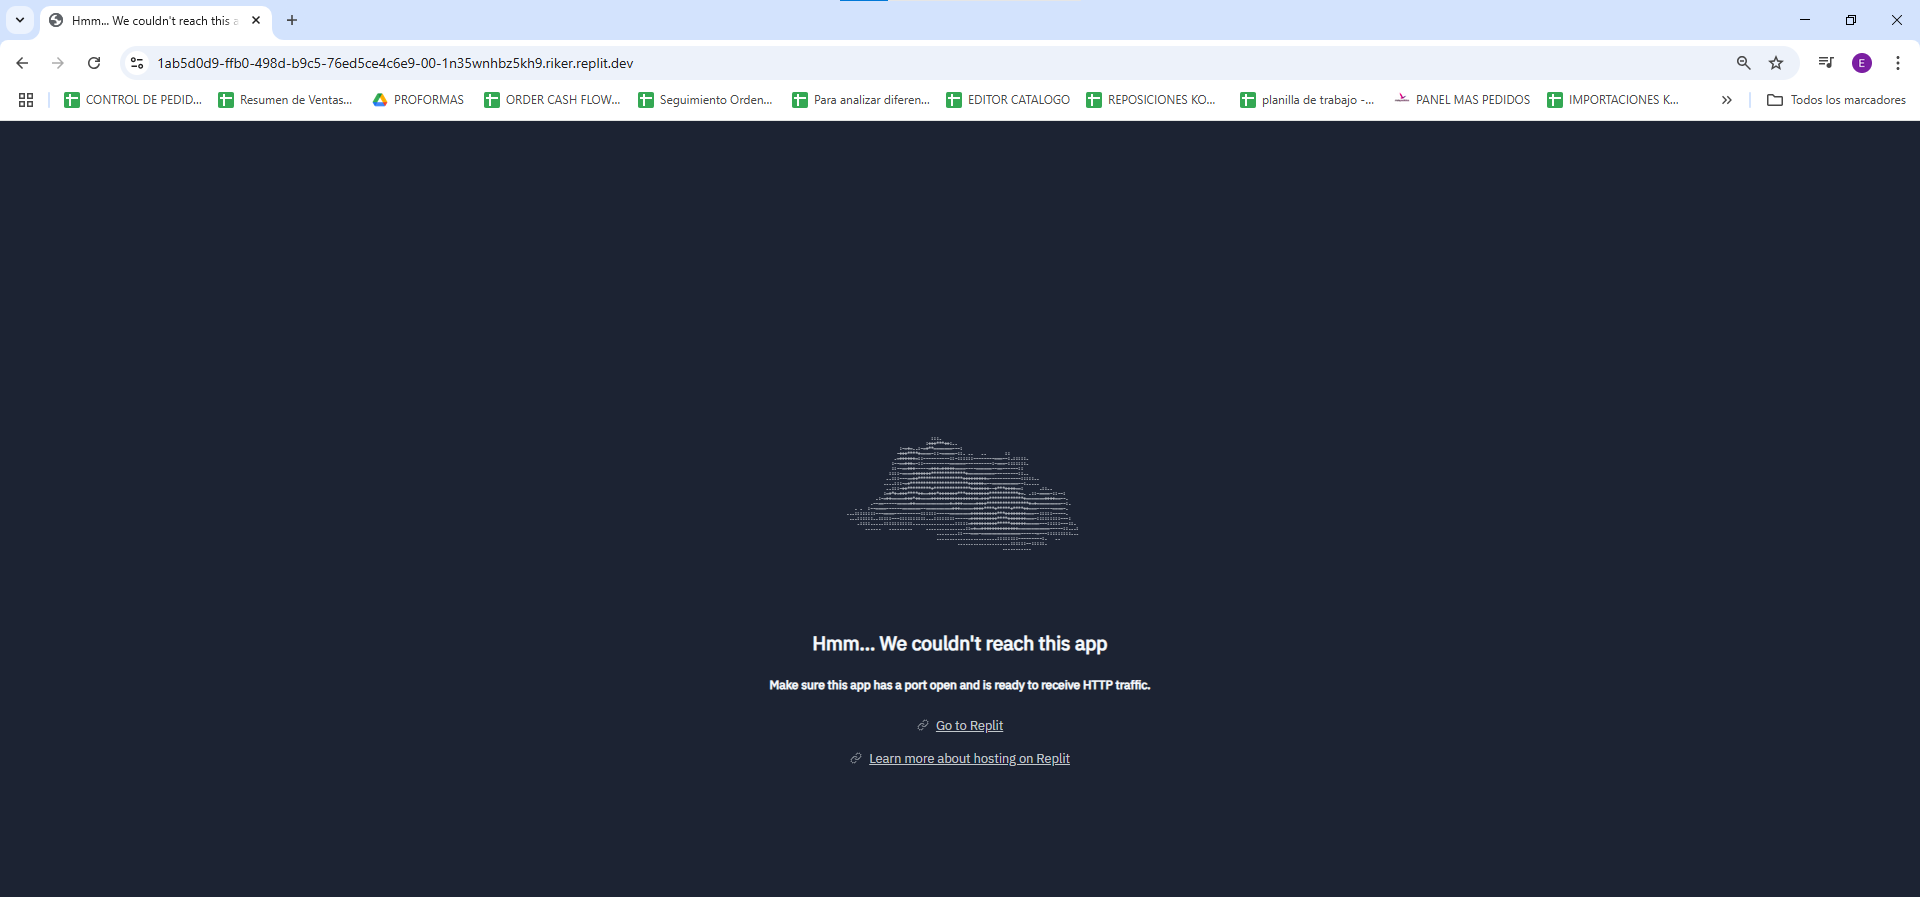 Hmm... We couldn't reach this a
1ab5d0d9-ffb0-498d-b9c5-76ed5ce4c6e9-00-1n35wnhbz5kh9.riker.replit.dev
E
CONTROL DE PEDID... Resumen de Ventas... PROFORMAS ORDER CASH FLOW... Seguimiento Orden... Para analizar diferen... EDITOR CATALOGO REPOSICIONES KO... planilla de trabajo -... PANEL MAS PEDIDOS IMPORTACIONES K... Todos los marcadores
Hmm... We couldn't reach this app
Make sure this app has a port open and is ready to receive HTTP traffic.
Go to Replit
Learn more about hosting on Replit